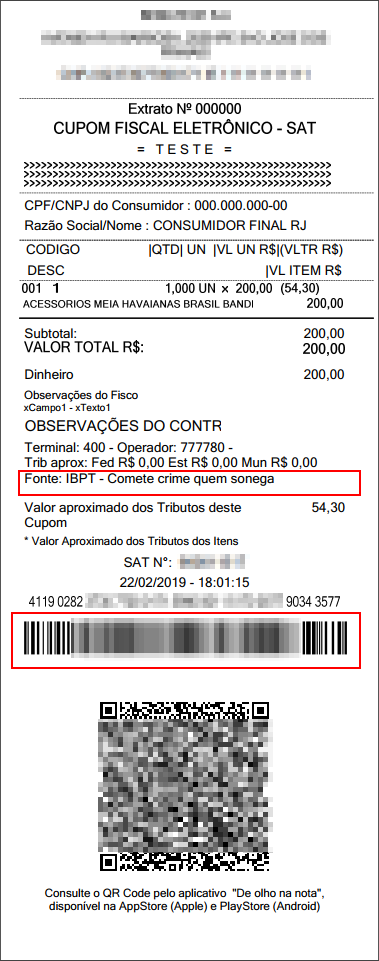 Extrato Nº 000000
CUPOM FISCAL ELETRÔNICO - SAT
= T E S T E =
>>>>>>>>>>>>>>>>>>>>>>>>>>>>>>>>>>>>>>>>>>>>>>>>
>>>>>>>>>>>>>>>>>>>>>>>>>>>>>>>>>>>>>>>>>>>>>>>>
>>>>>>>>>>>>>>>>>>>>>>>>>>>>>>>>>>>>>>>>>>>>>>>>
CPF/CNPJ do Consumidor : 000.000.000-00
Razão Social/Nome : CONSUMIDOR FINAL RJ
CODIGO |QTD| UN |VL UN R$|(VLTR R$)
DESC |VL ITEM R$
001 1 1,000 UN × 200,00 (54,30)
ACESSORIOS MEIA HAVAIANAS BRASIL BANDI 200,00
Subtotal: 200,00
VALOR TOTAL R$: 200,00
Dinheiro 200,00
Observações do Fisco
xCampo1 - xTexto1
OBSERVAÇÕES DO CONTR
Terminal: 400 - Operador: 777780 -
Trib aprox: Fed R$ 0,00 Est R$ 0,00 Mun R$ 0,00
Fonte: IBPT - Comete crime quem sonega
Valor aproximado dos Tributos deste 54,30
Cupom
* Valor Aproximado dos Tributos dos Itens
SAT N°:
22/02/2019 - 18:01:15
4119 0282 9034 3577
Consulte o QR Code pelo aplicativo "De olho na nota",
disponível na AppStore (Apple) e PlayStore (Android)